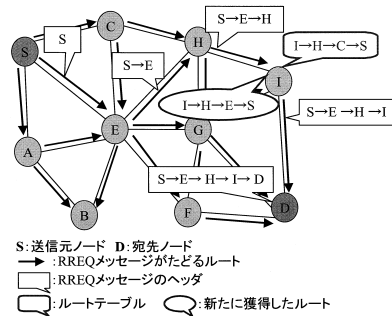 S→E→H
C
S
H
I→H→C→S
S
S→E
I
I→H→E→S
S→E→H→I
E
G
A
S→E→H→I→D
B
F
D
S:送信元ノード D:宛先ノード
:RREQメッセージがたどるルート
:RREQメッセージのヘッダ
:ルートテーブル :新たに獲得したルート